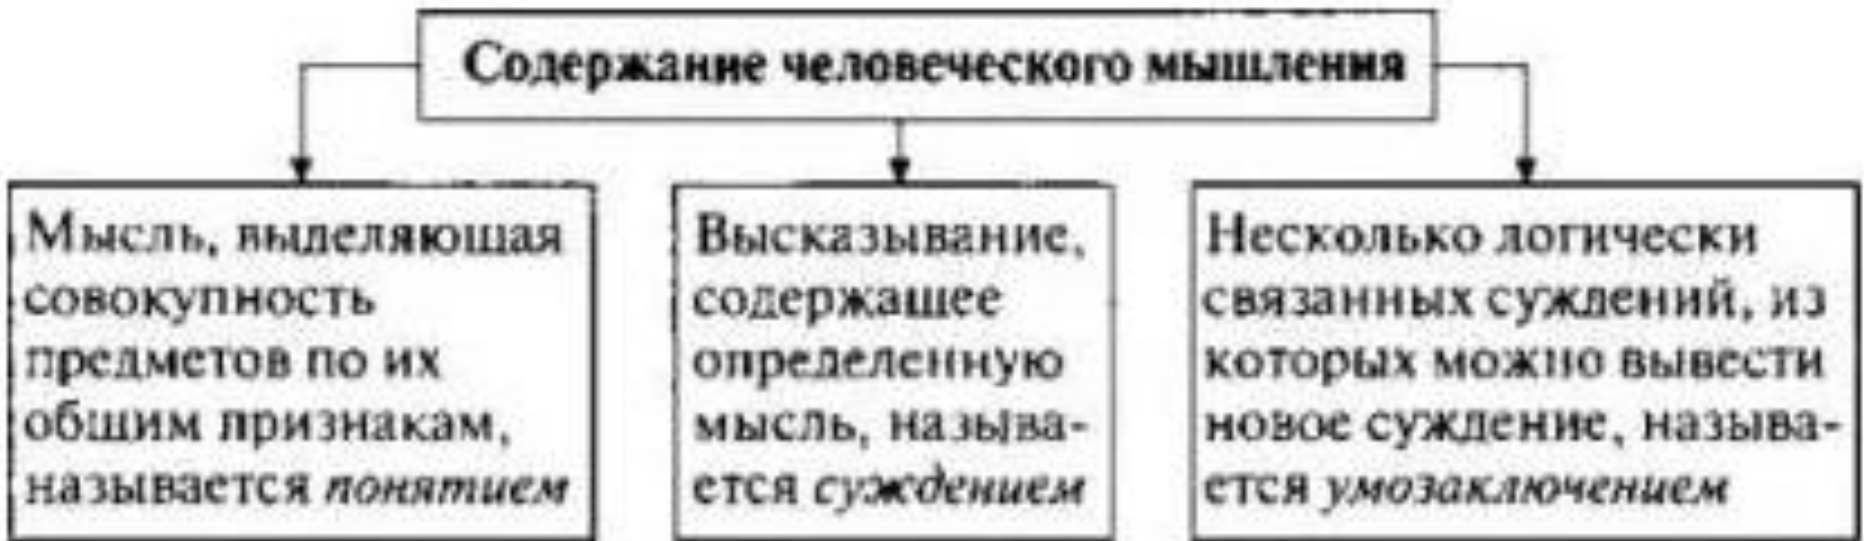 Содержание человеческого мышления
Мысль, выделяющая
совокупность
предметов по их
общим признакам,
называется понятием
Высказывание,
содержащее
определенную
мысль, называ-
ется суждением
Несколько логически
связанных суждений, из
которых можно вывести
новое суждение, называ-
ется умозаключением